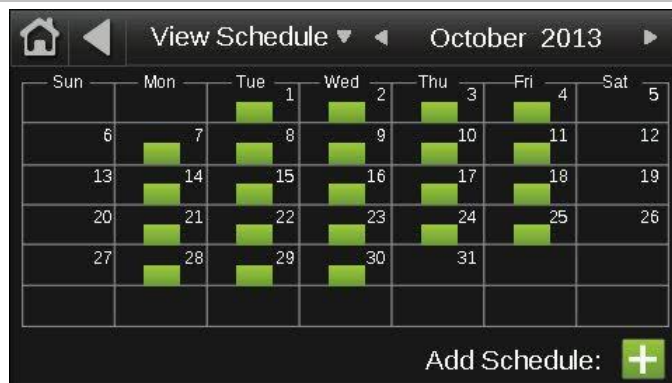 View Schedule October 2013
Sun Mon Tue Wed Thu Fri Sat
1 2 3 4 5
6 7 8 9 10 11 12
13 14 15 16 17 18 19
20 21 22 23 24 25 26
27 28 29 30 31
Add Schedule: